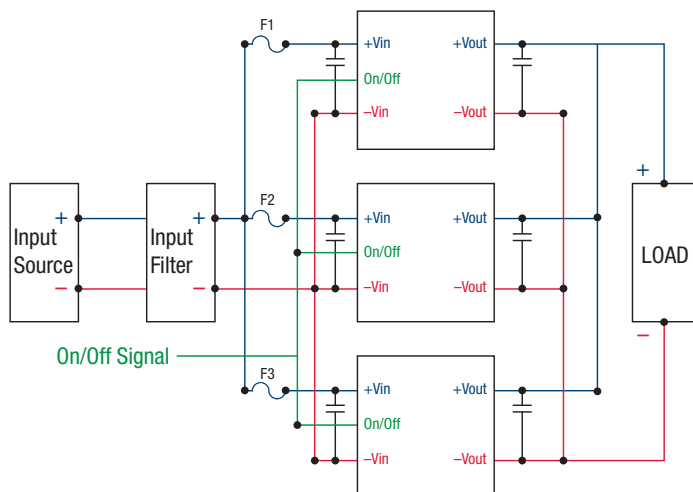 F1
+Vin
+Vout
On/Off
–Vin
–Vout
Input
Source
+
–
Input
Filter
+
–
F2
+Vin
+Vout
On/Off
–Vin
–Vout
+
LOAD
–
On/Off Signal
F3
+Vin
+Vout
On/Off
–Vin
–Vout